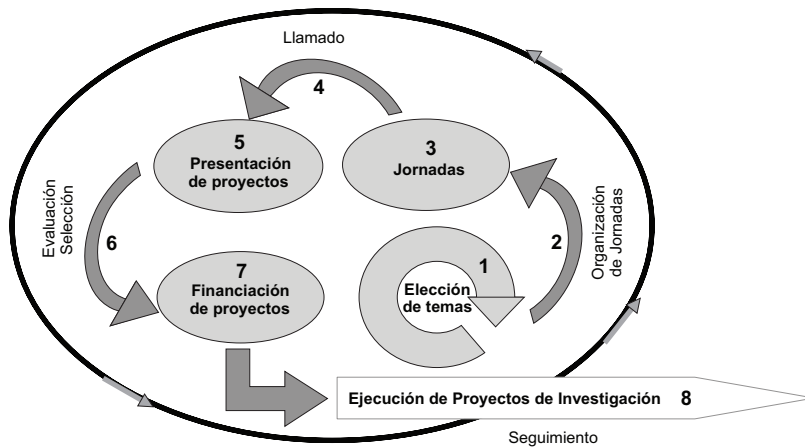 Llamado
4
5
Presentación
de proyectos
3
Jornadas
Evaluación
Selección
6
2
Organización
de Jornadas
7
Financiación
de proyectos
1
Elección
de temas
Ejecución de Proyectos de Investigación 8
Seguimiento